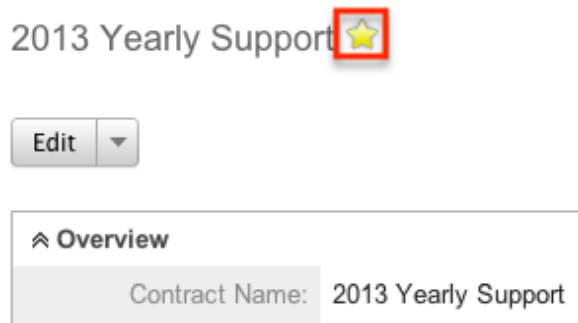 2013 Yearly Support
Edit
Overview
Contract Name: 2013 Yearly Support